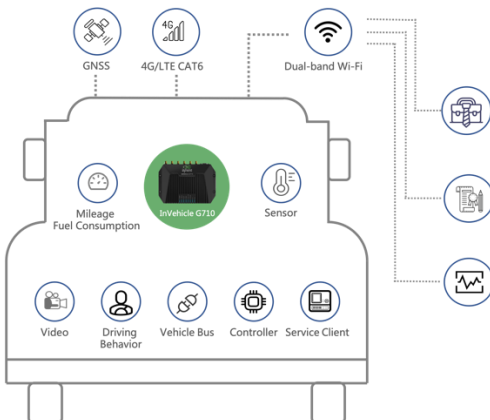 4G
GNSS
4G/LTE CAT6
Dual-band Wi-Fi
Mileage
Fuel Consumption
InVehicle G710
Sensor
Video
Driving
Behavior
Vehicle Bus
Controller
Service Client